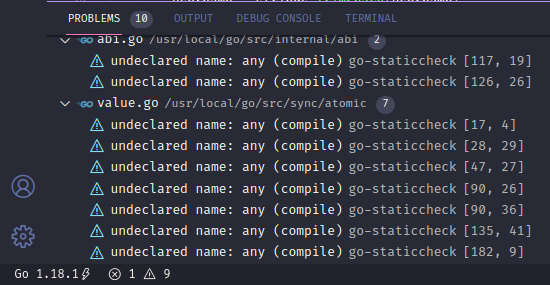 PROBLEMS 10 OUTPUT DEBUG CONSOLE TERMINAL
abi.go /usr/local/go/src/internal/abi 2
undeclared name: any (compile) go-staticcheck [117, 19]
undeclared name: any (compile) go-staticcheck [126, 26]
GO value.go /usr/local/go/src/sync/atomic 7
undeclared name: any (compile) go-staticcheck [17, 4]
undeclared name: any (compile) go-staticcheck [28, 29]
undeclared name: any (compile) go-staticcheck [47, 27]
undeclared name: any (compile) go-staticcheck [90, 26]
undeclared name: any (compile) go-staticcheck [90, 36]
undeclared name: any (compile) go-staticcheck [135, 41]
undeclared name: any (compile) go-staticcheck [182, 9]
Go 1.18.1 1 9